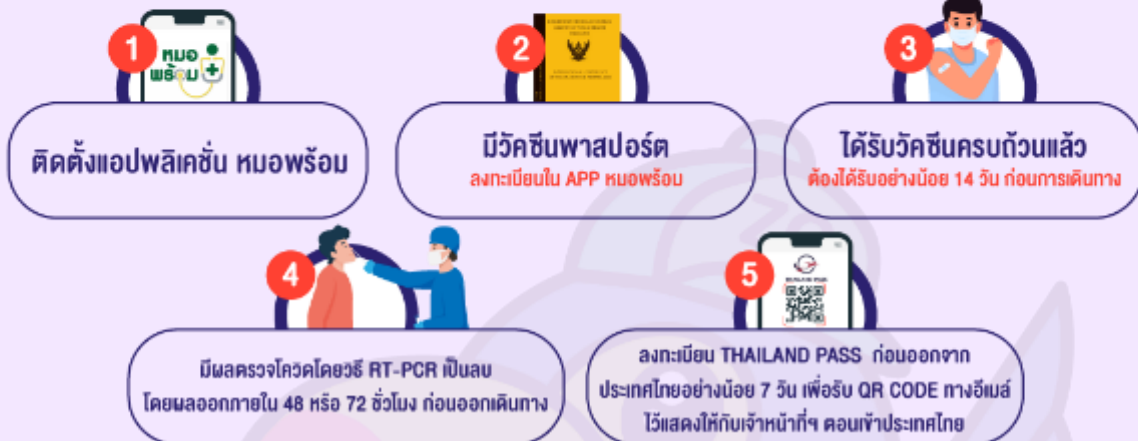 1
หมอ
พร้อม
ติดตั้งแอปพลิเคชั่น หมอพร้อม
2
มีวัคซีนพาสปอร์ต
ลงทะเบียนใน APP หมอพร้อม
3
ได้รับวัคซีนครบถ้วนแล้ว
ต้องได้รับอย่างน้อย 14 วัน ก่อนการเดินทาง
4
มีผลตรวจโควิดโดยวิธี RT-PCR เป็นลบ
โดยผลออกภายใน 48 หรือ 72 ชั่วโมง ก่อนออกเดินทาง
5
THAILAND PASS
ลงทะเบียน THAILAND PASS ก่อนออกจาก
ประเทศไทยอย่างน้อย 7 วัน เพื่อรับ QR CODE ทางอีเมล์
ไว้แสดงให้กับเจ้าหน้าที่ฯ ตอนเข้าประเทศไทย